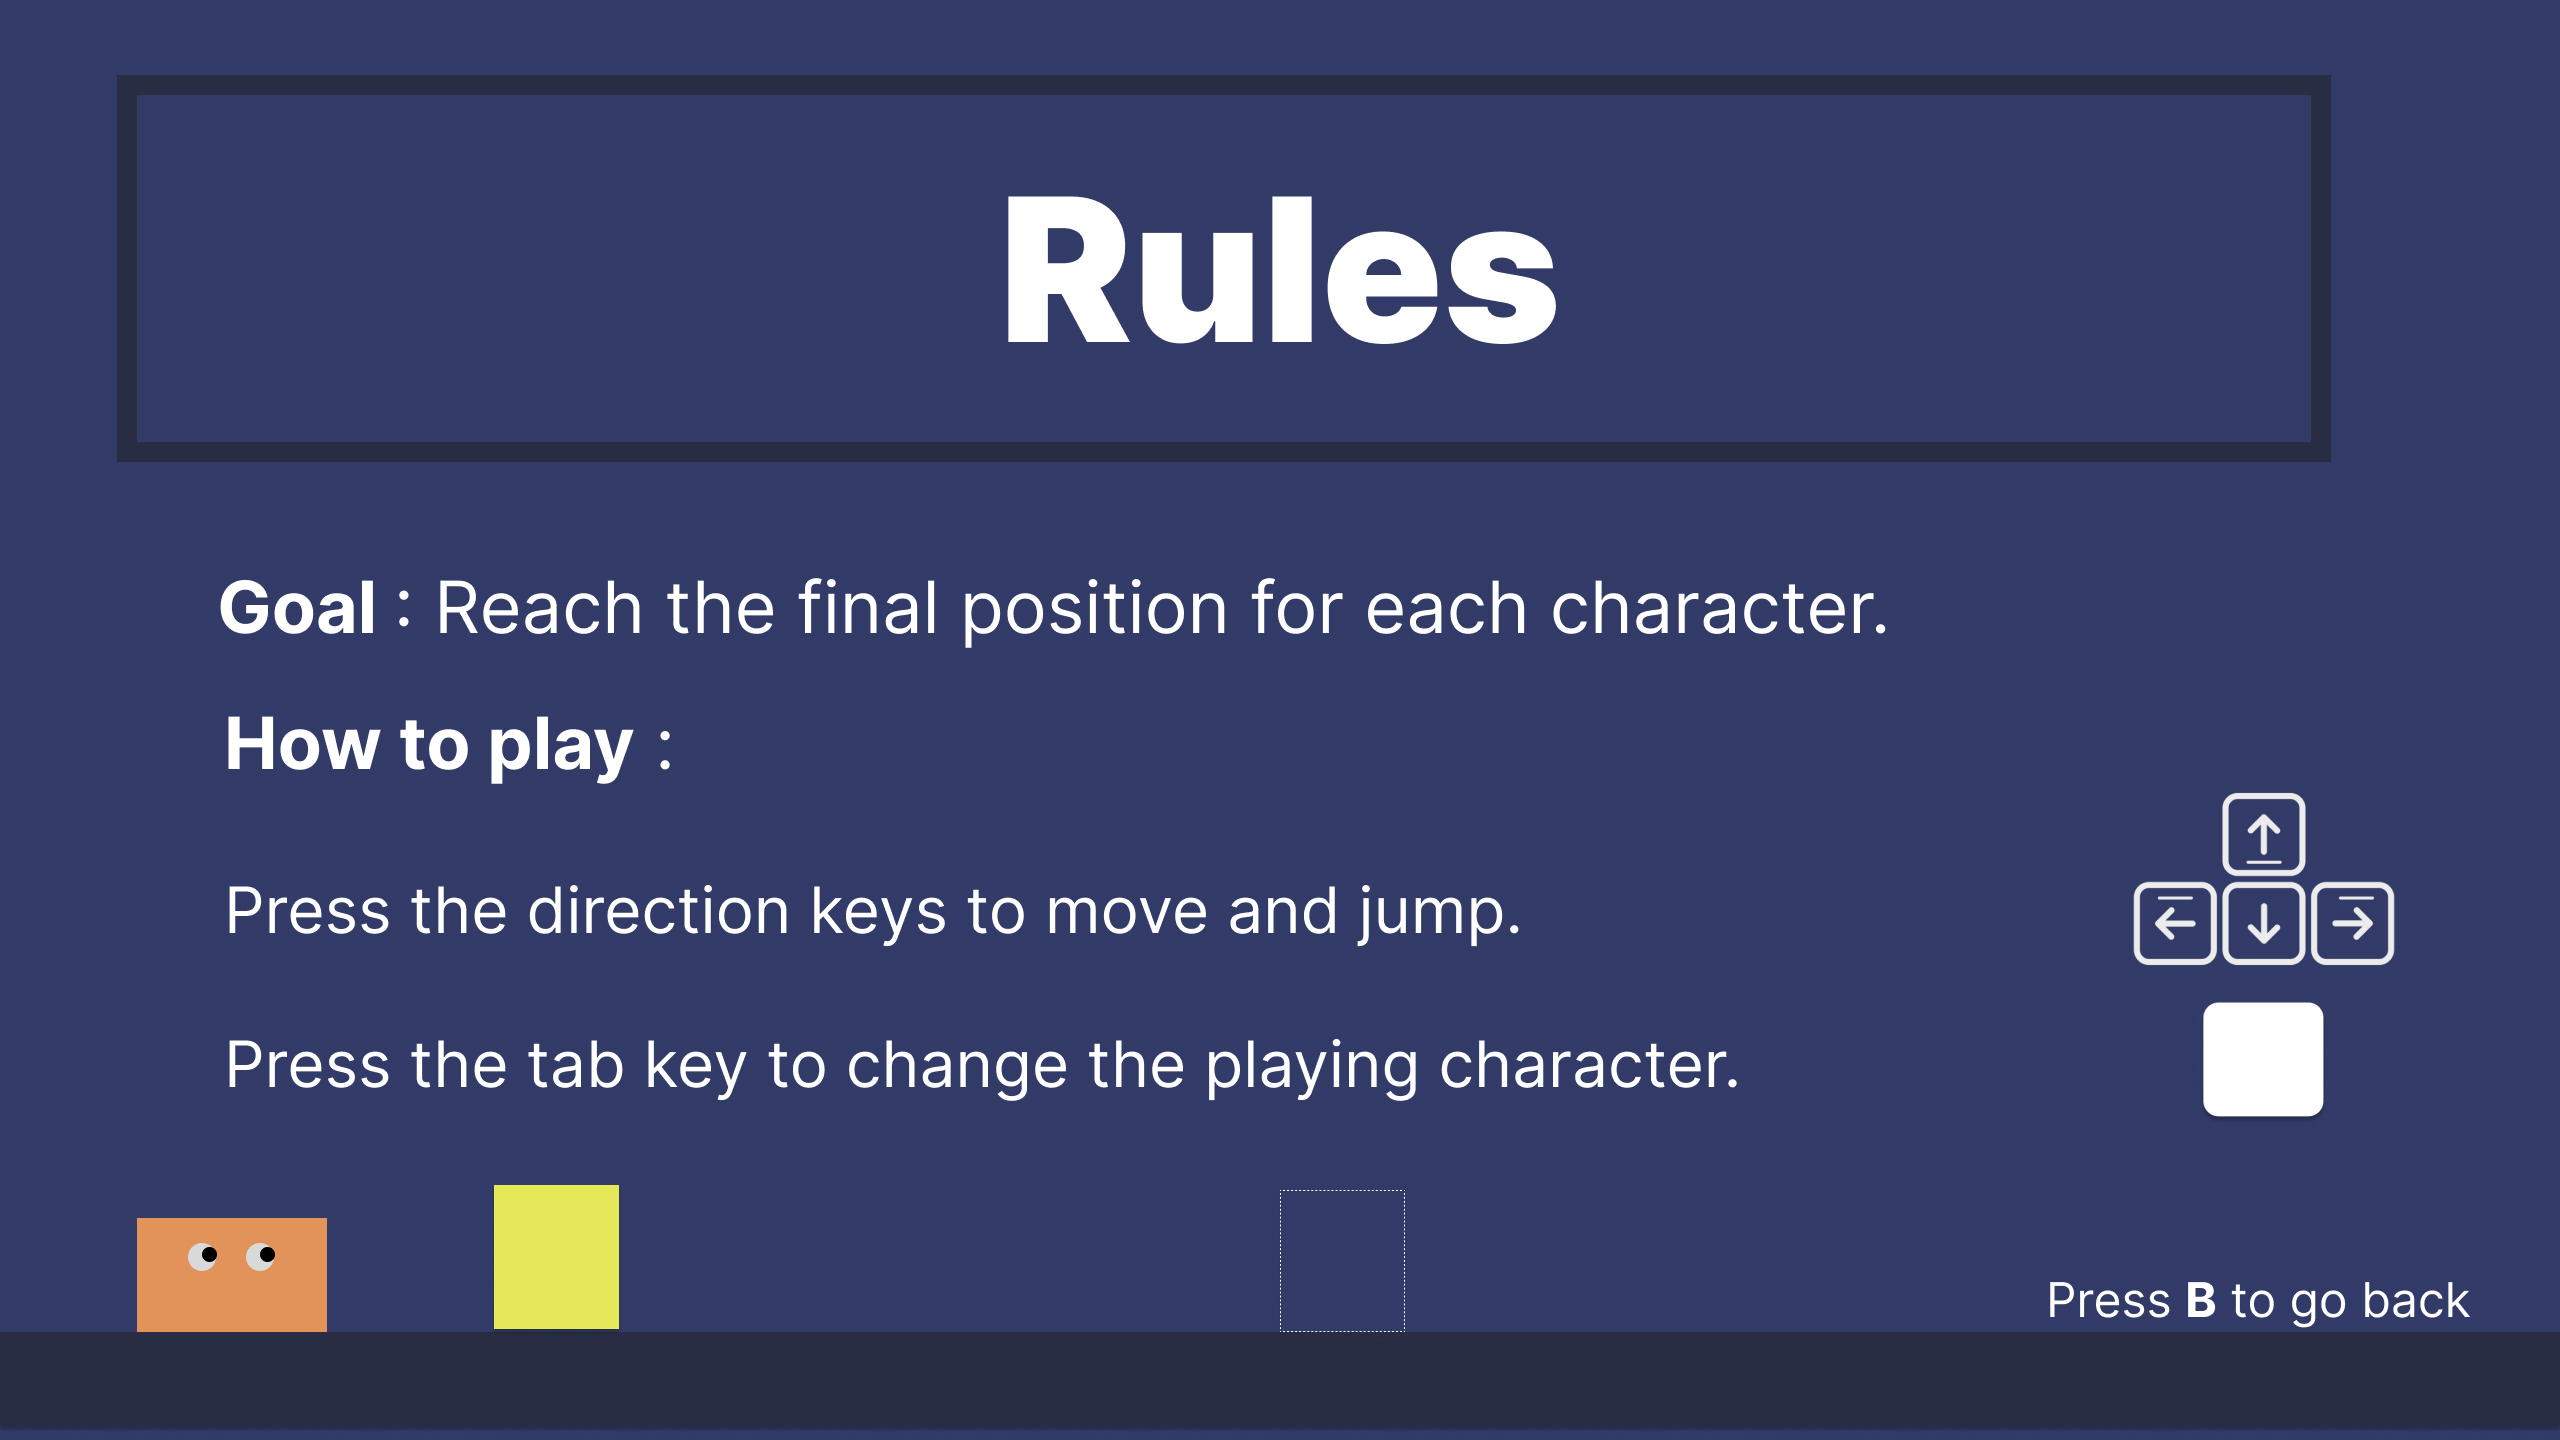 Rules
Goal : Reach the final position for each character.
How to play :
Press the direction keys to move and jump.
Press the tab key to change the playing character.
Press B to go back